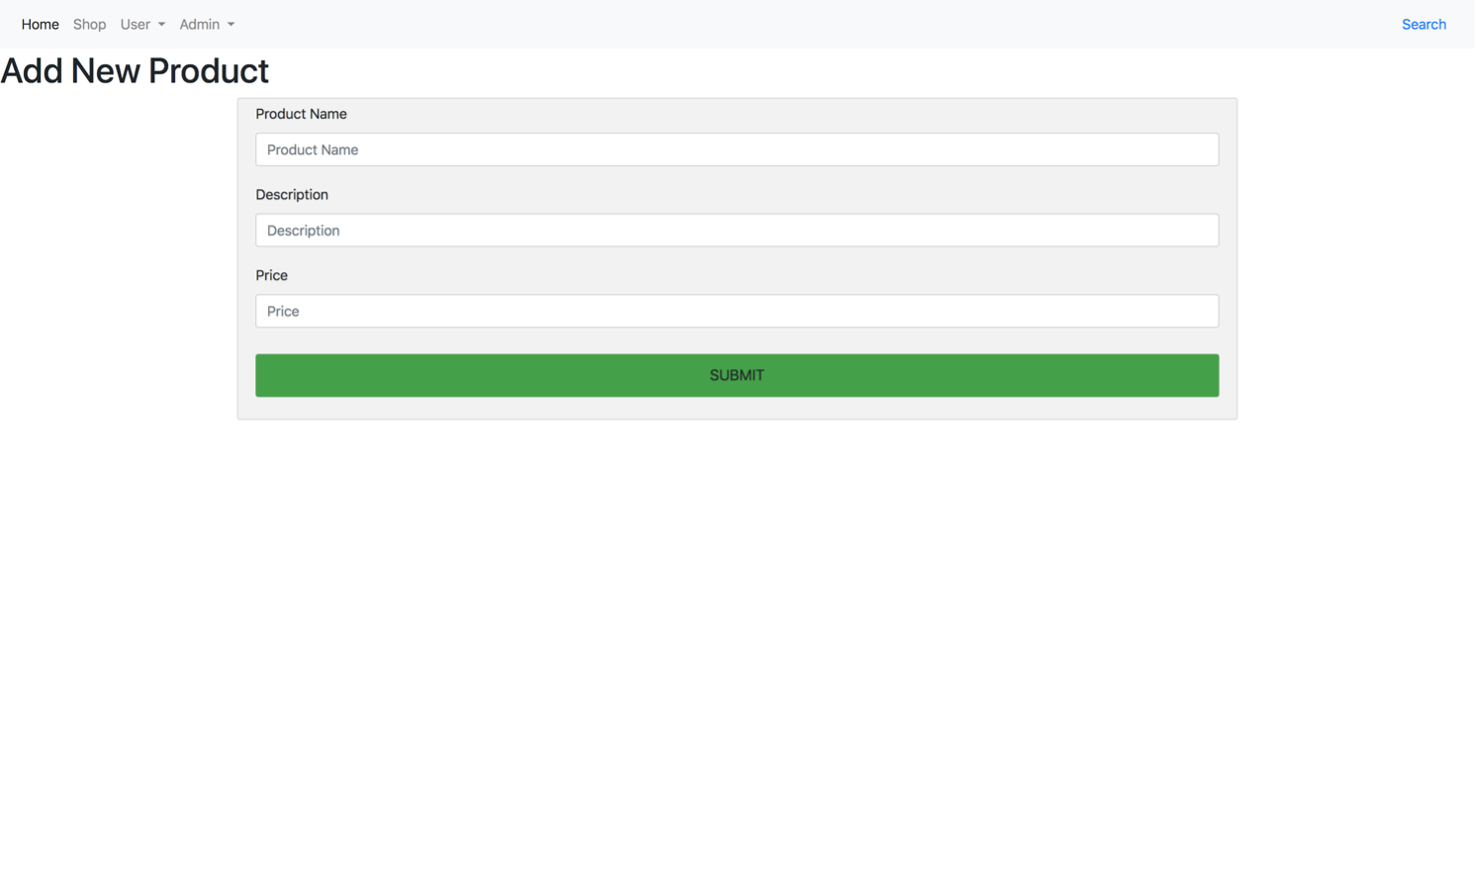 Home Shop User Admin Search
Add New Product
Product Name
Product Name
Description
Description
Price
Price
SUBMIT